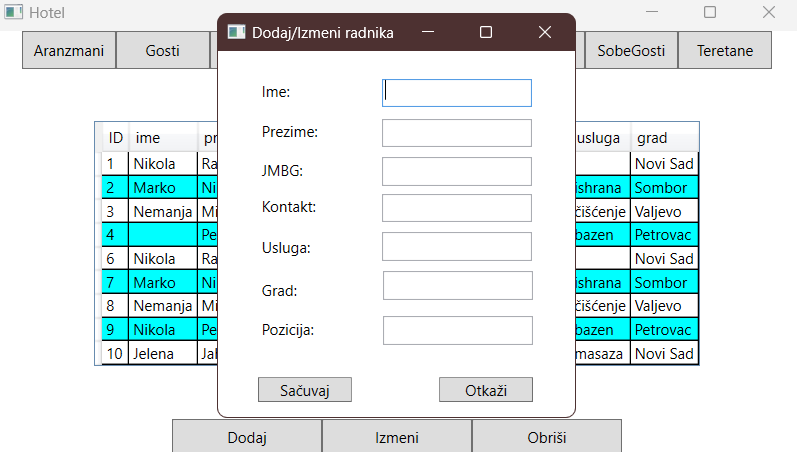 Hotel
Dodaj/Izmeni radnika
Aranzmani Gosti SobeGosti Teretane
Ime:
Prezime:
JMBG:
Kontakt:
Usluga:
Grad:
Pozicija:
Sačuvaj Otkaži
ID ime pr usluga grad
1 Nikola Ra Novi Sad
2 Marko Ni ishrana Sombor
3 Nemanja Mi čišćenje Valjevo
4 Pe bazen Petrovac
6 Nikola Ra Novi Sad
7 Marko Ni ishrana Sombor
8 Nemanja Mi čišćenje Valjevo
9 Nikola Pe bazen Petrovac
10 Jelena Jal masaza Novi Sad
Dodaj Izmeni Obriši